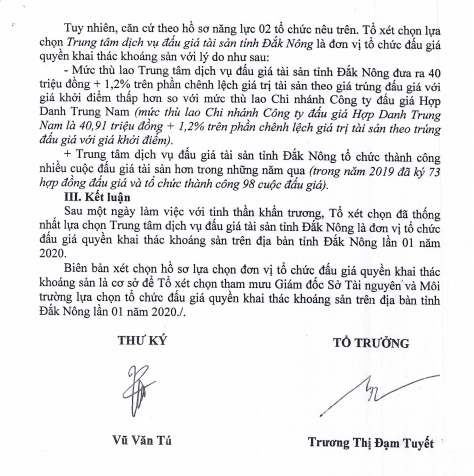 Tuy nhiên, căn cứ theo hồ sơ năng lực 02 tổ chức nêu trên. Tổ xét chọn lựa
chọn Trung tâm dịch vụ đấu giá tài sản tỉnh Đắk Nông là đơn vị tổ chức đấu giá
quyền khai thác khoáng sản với lý do như sau:
- Mức thù lao Trung tâm dịch vụ đấu giá tài sản tỉnh Đắk Nông đưa ra 40
triệu đồng + 1,2% trên phần chênh lệch giá trị tài sản theo giá trúng đấu giá với
giá khởi điểm thấp hơn so với mức thù lao Chi nhánh Công ty đấu giá Hợp
Danh Trung Nam (mức thù lao Chi nhánh Công ty đấu giá Hợp Danh Trung
Nam là 40,91 triệu đồng + 1,2% trên phần chênh lệch giá trị tài sản theo trúng
đấu giá với giá khởi điểm).
+ Trung tâm dịch vụ đấu giá tài sản tỉnh Đắk Nông tổ chức thành công
nhiều cuộc đấu giá tài sản hơn trong những năm qua (trong năm 2019 đã ký 73
hợp đồng đấu giá và tổ chức thành công 98 cuộc đấu giá).
III. Kết luận
Sau một ngày làm việc với tinh thần khẩn trương, Tổ xét chọn đã thống
nhất lựa chọn Trung tâm dịch vụ đấu giá tài sản tỉnh Đắk Nông là đơn vị tổ chức
đấu giá quyền khai thác khoáng sản trên địa bàn tỉnh Đắk Nông lần 01 năm
2020.
Biên bản xét chọn hồ sơ lựa chọn đơn vị tổ chức đấu giá quyền khai thác
khoáng sản là cơ sở để Tổ xét chọn tham mưu Giám đốc Sở Tài nguyên và Môi
trường lựa chọn tổ chức đấu giá quyền khai thác khoáng sản trên địa bàn tỉnh
Đắk Nông lần 01 năm 2020./.
THƯ KÝ TỔ TRƯỞNG
Vũ Văn Tú Trương Thị Đạm Tuyết